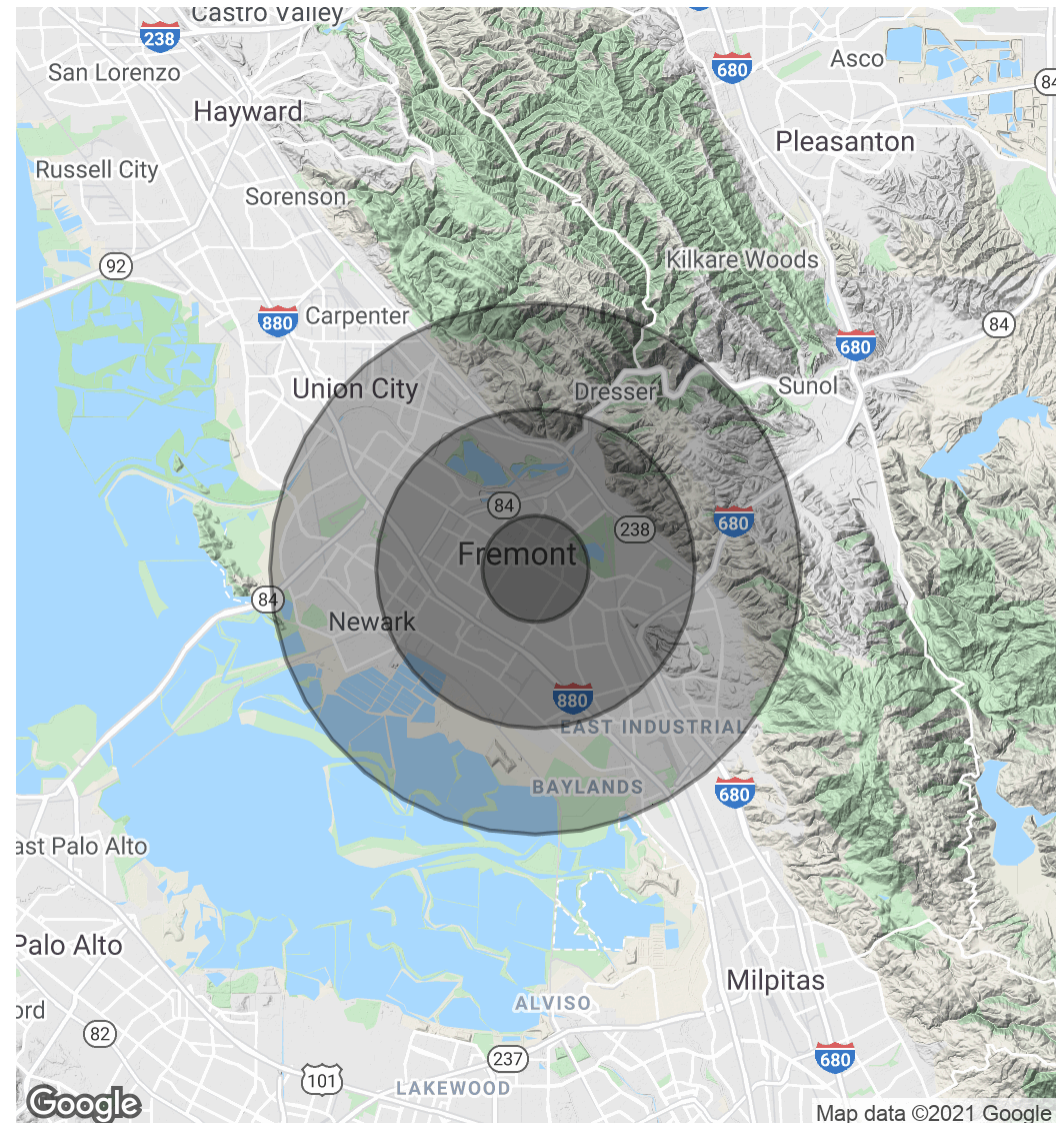 Castro Valley
238
680
Asco
San Lorenzo
84
Hayward
Pleasanton
Russell City
Sorenson
Kilkare Woods
92
880
Carpenter
84
680
Union City
Dresser
Sunol
84
238
680
Fremont
84
Newark
880
EAST INDUSTRIAL
BAYLANDS
680
ast Palo Alto
Palo Alto
Milpitas
ord
ALVISO
82
237
680
101
LAKEWOOD
Google
Map data ©2021 Google